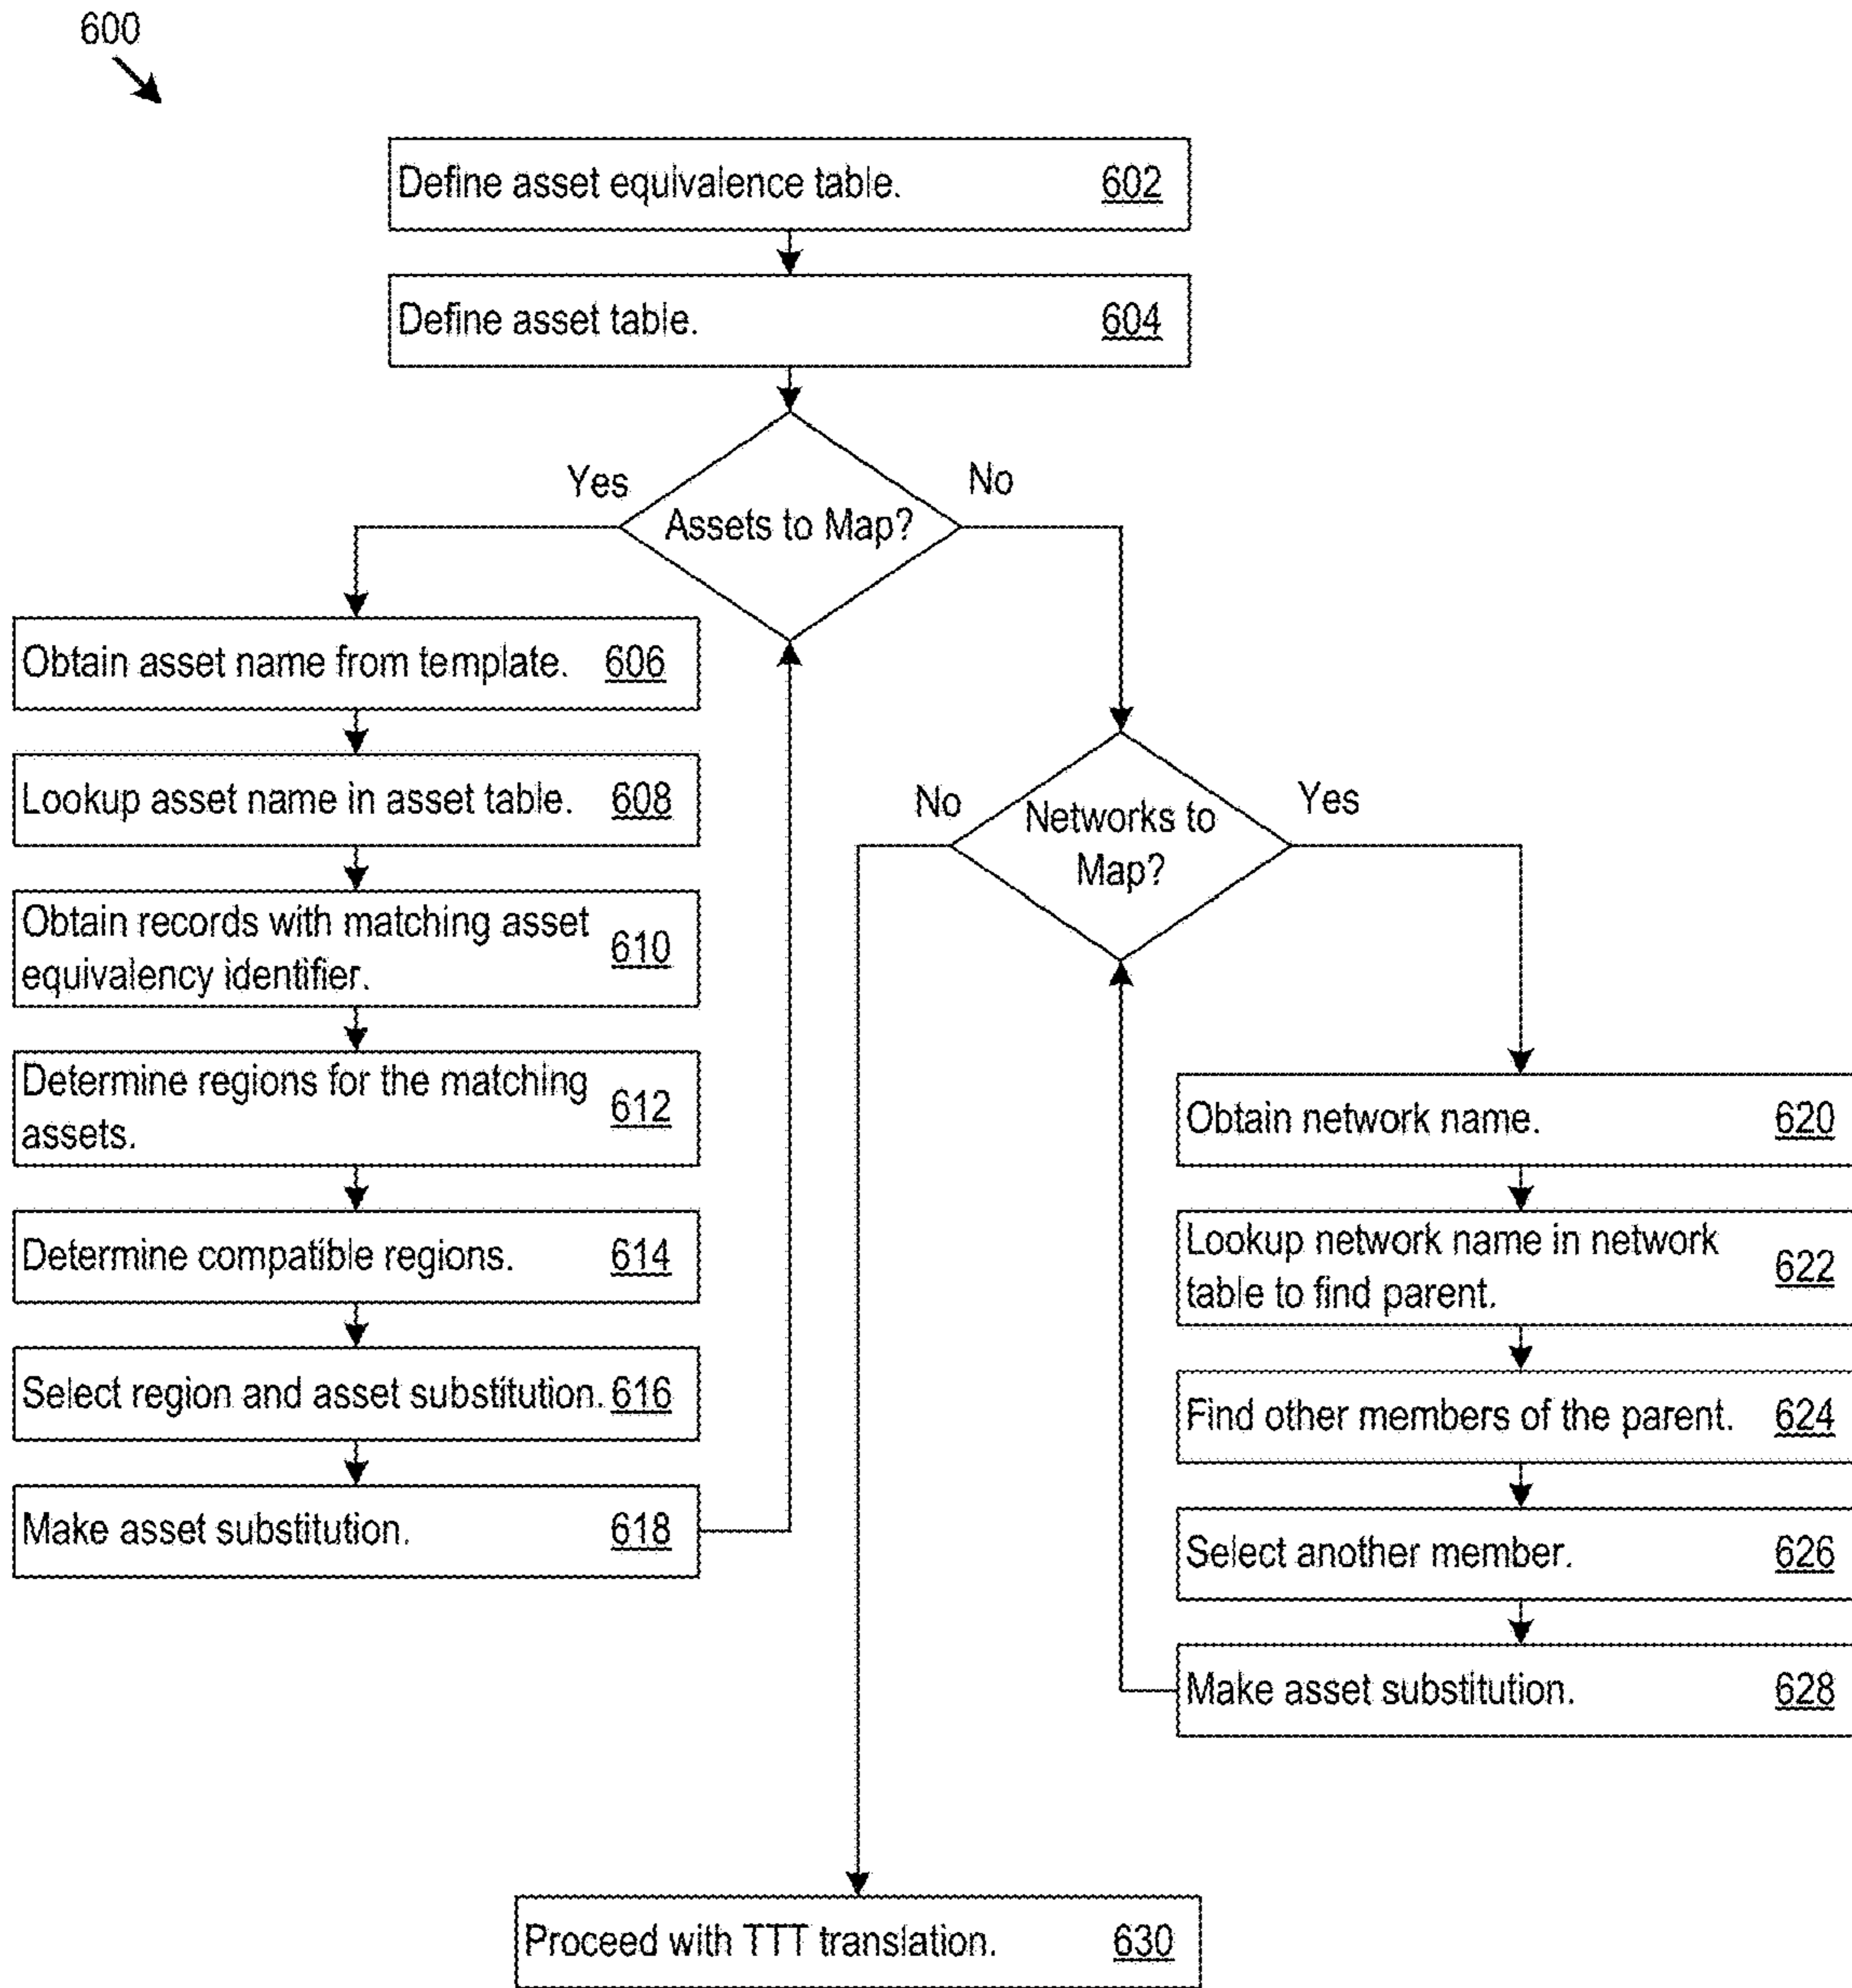 600
Define asset equivalence table. 602
Define asset table. 604
Yes
No
Assets to Map?
Obtain asset name from template. 606
Lookup asset name in asset table. 608
Obtain records with matching asset
equivalency identifier. 610
Determine regions for the matching
assets. 612
Determine compatible regions. 614
Select region and asset substitution. 616
Make asset substitution. 618
No
Yes
Networks to
Map?
Obtain network name. 620
Lookup network name in network
table to find parent. 622
Find other members of the parent. 624
Select another member. 626
Make asset substitution. 628
Proceed with TTT translation. 630